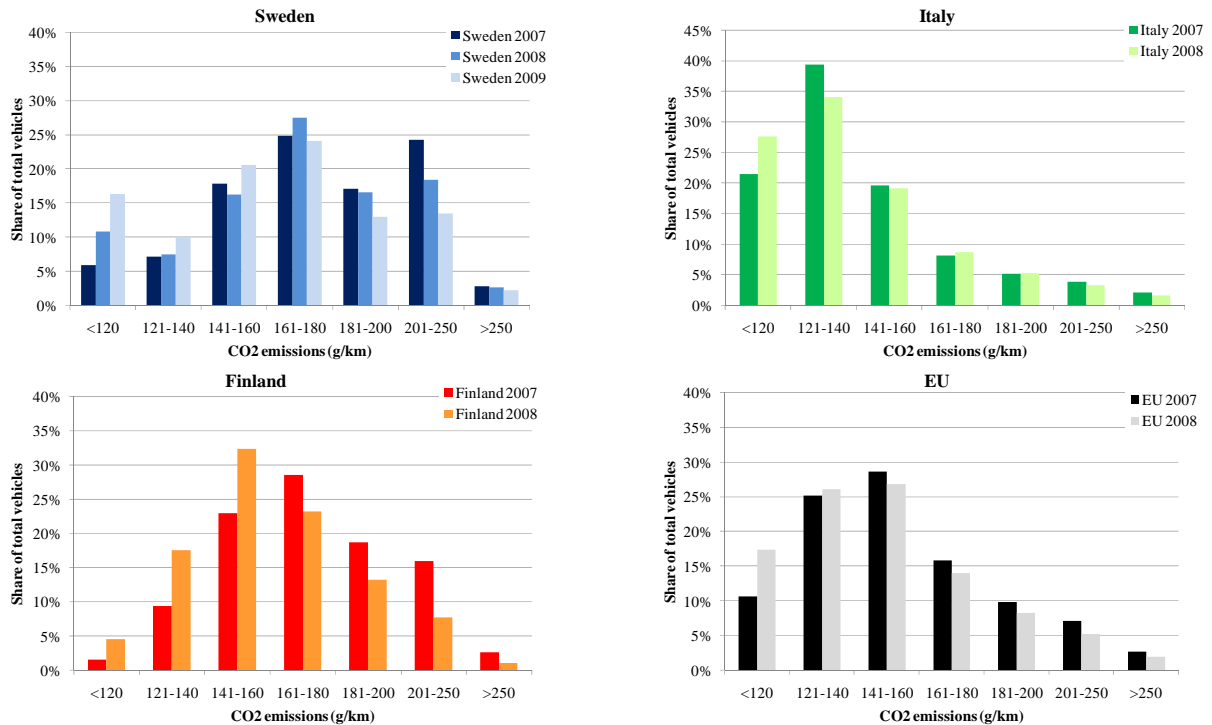 Sweden
40%
35%
30%
25%
20%
15%
10%
5%
0%
Share of total vehicles
Sweden 2007
Sweden 2008
Sweden 2009
<120 121-140 141-160 161-180 181-200 201-250 >250
CO2 emissions (g/km)
Italy
45%
40%
35%
30%
25%
20%
15%
10%
5%
0%
Share of total vehicles
Italy 2007
Italy 2008
<120 121-140 141-160 161-180 181-200 201-250 >250
CO2 emissions (g/km)
Finland
40%
35%
30%
25%
20%
15%
10%
5%
0%
Share of total vehicles
Finland 2007
Finland 2008
<120 121-140 141-160 161-180 181-200 201-250 >250
CO2 emissions (g/km)
EU
40%
35%
30%
25%
20%
15%
10%
5%
0%
Share of total vehicles
EU 2007
EU 2008
<120 121-140 141-160 161-180 181-200 201-250 >250
CO2 emissions (g/km)